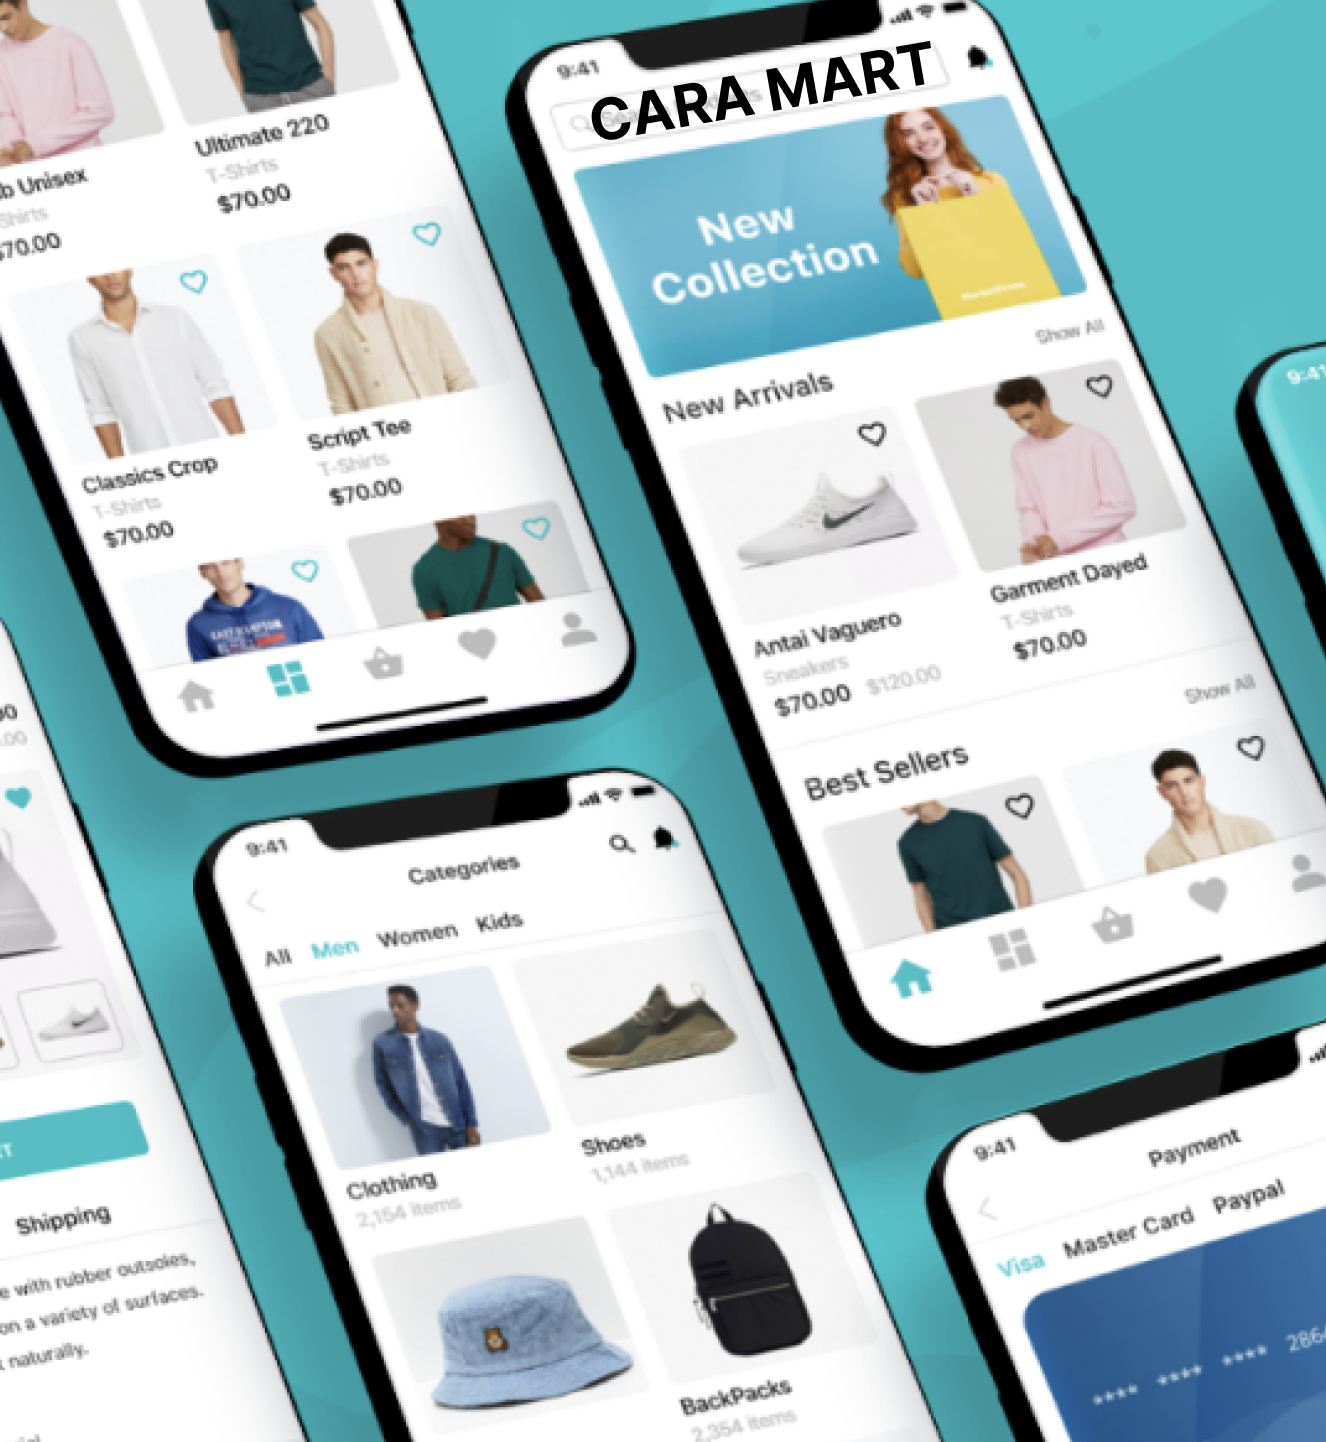 Ultimate 220
T-Shirts
$70.00
b Unisex
Shirts
$70.00
Classics Crop
T-Shirts
$70.00
Script Tee
T-Shirts
$70.00
9:41
CARA MART
New
Collection
Show All
New Arrivals
Antai Vaguero
Sneakers
$70.00 $120.00
Garment Dayed
T-Shirts
$70.00
Show All
Best Sellers
9:41
.00
Shipping
e with rubber outsoles,
on a variety of surfaces.
naturally.
9:41
Categories
All Men Women Kids
Clothing
2,154 items
Shoes
1,144 items
BackPacks
2,354 items
9:41
Payment
Visa Master Card Paypal
**** **** **** 286